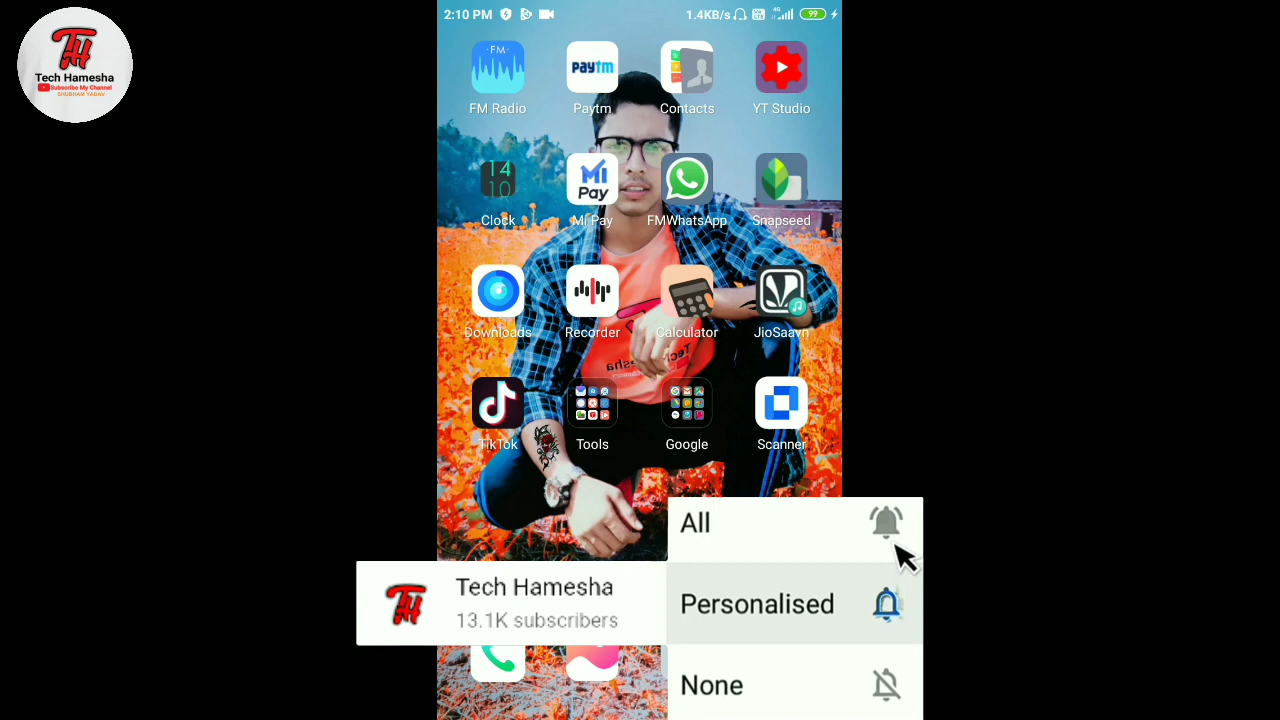 2:10 PM
1.4KB/s
4G
99
TH
Tech Hamesha
Subscribe My Channel
SHUBHAM YADAV
·FM·
paytm
FM Radio
Paytm
Contacts
YT Studio
14
10
Mi
Pay
Clock
Mi Pay
FMWhatsApp
Snapseed
Downloads
Recorder
Calculator
JioSaavn
TikTok
Tools
Google
Scanner
All
TH
Tech Hamesha
13.1K subscribers
Personalised
None